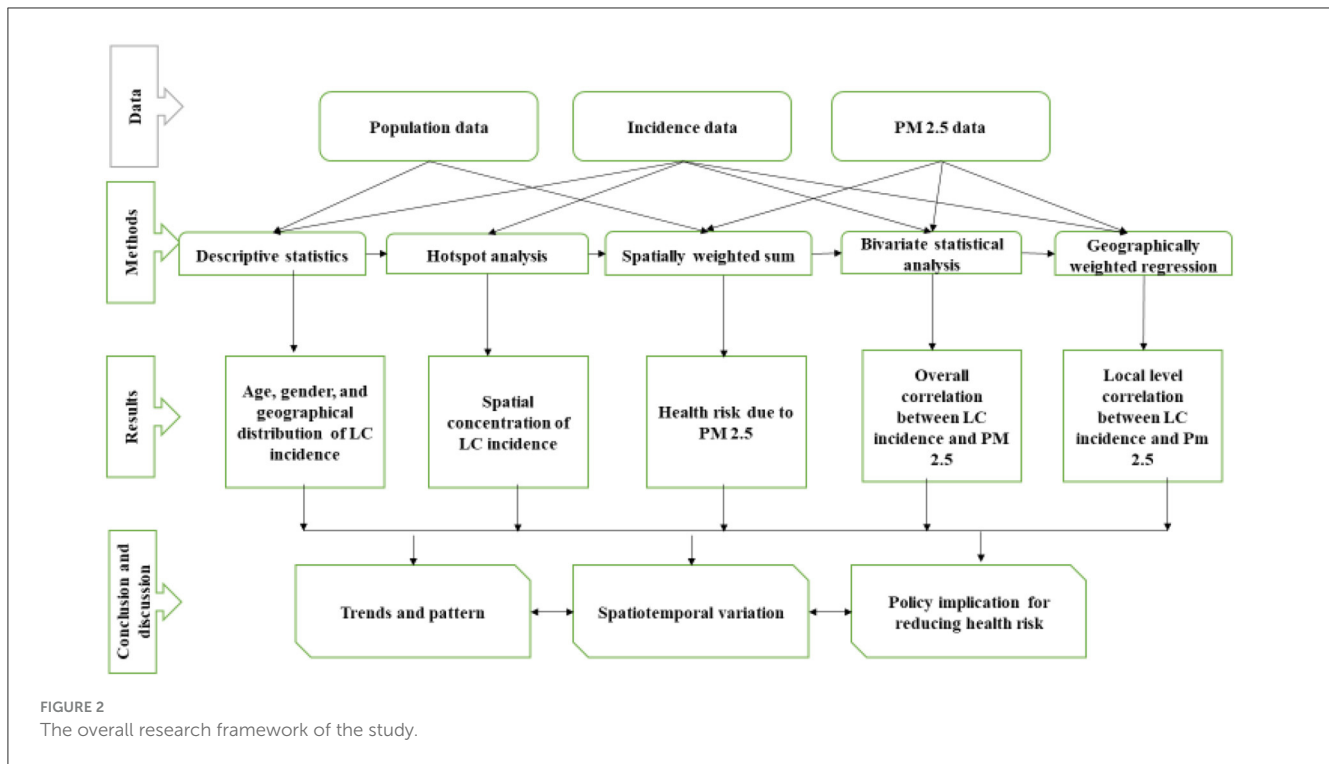 Data
Population data
Incidence data
PM 2.5 data
Methods
Descriptive statistics
Hotspot analysis
Spatially weighted sum
Bivariate statistical
analysis
Geographically
weighted regression
Results
Age, gender, and
geographical
distribution of LC
incidence
Spatial
concentration of
LC incidence
Health risk due to
PM 2.5
Overall
correlation
between LC
incidence and PM
2.5
Local level
correlation
between LC
incidence and Pm
2.5
Conclusion and
discussion
Trends and pattern
Spatiotemporal variation
Policy implication for
reducing health risk
FIGURE 2
The overall research framework of the study.